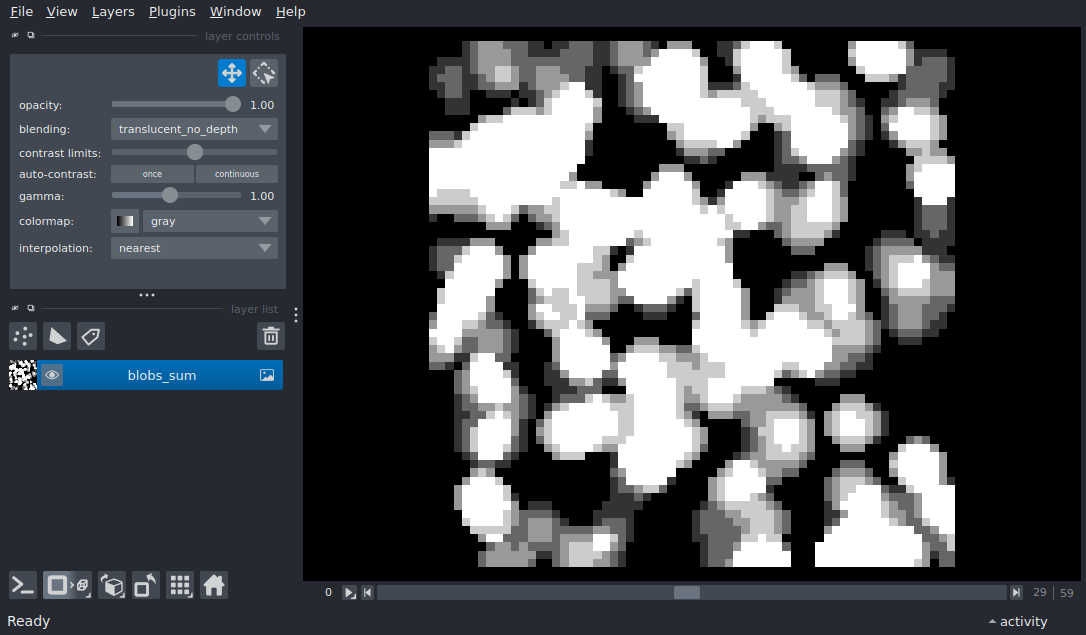 File View Layers Plugins Window Help
layer controls
opacity: 1.00
blending: translucent_no_depth
contrast limits:
auto-contrast: once continuous
gamma: 1.00
colormap: gray
interpolation: nearest
layer list
blobs_sum
0 29 59
Ready activity